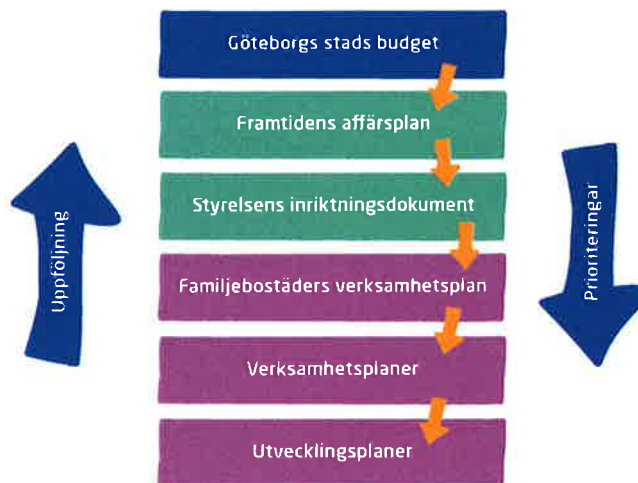 Göteborgs stads budget
Framtidens affärsplan
Styrelsens inriktningsdokument
Familjebostäders verksamhetsplan
Verksamhetsplaner
Utvecklingsplaner
Uppföljning
Prioriteringar